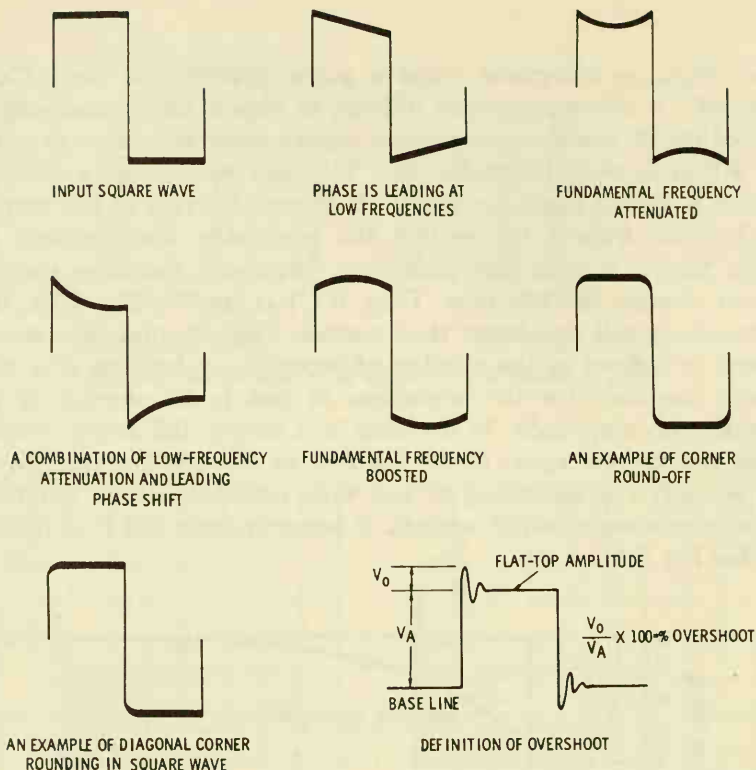 INPUT SQUARE WAVE
PHASE IS LEADING AT
LOW FREQUENCIES
FUNDAMENTAL FREQUENCY
ATTENUATED
A COMBINATION OF LOW-FREQUENCY
ATTENUATION AND LEADING
PHASE SHIFT
FUNDAMENTAL FREQUENCY
BOOSTED
AN EXAMPLE OF CORNER
ROUND-OFF
AN EXAMPLE OF DIAGONAL CORNER
ROUNDING IN SQUARE WAVE
VO
FLAT-TOP AMPLITUDE
VA
VO
VA
X 100=% OVERSHOOT
BASE LINE
DEFINITION OF OVERSHOOT